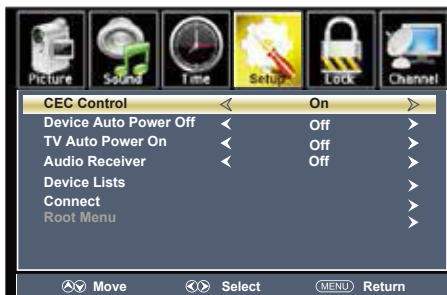 Picture Sound Time Setup Lock Channel
CEC Control On
Device Auto Power Off Off
TV Auto Power On Off
Audio Receiver Off
Device Lists
Connect
Root Menu
Move Select MENU Return